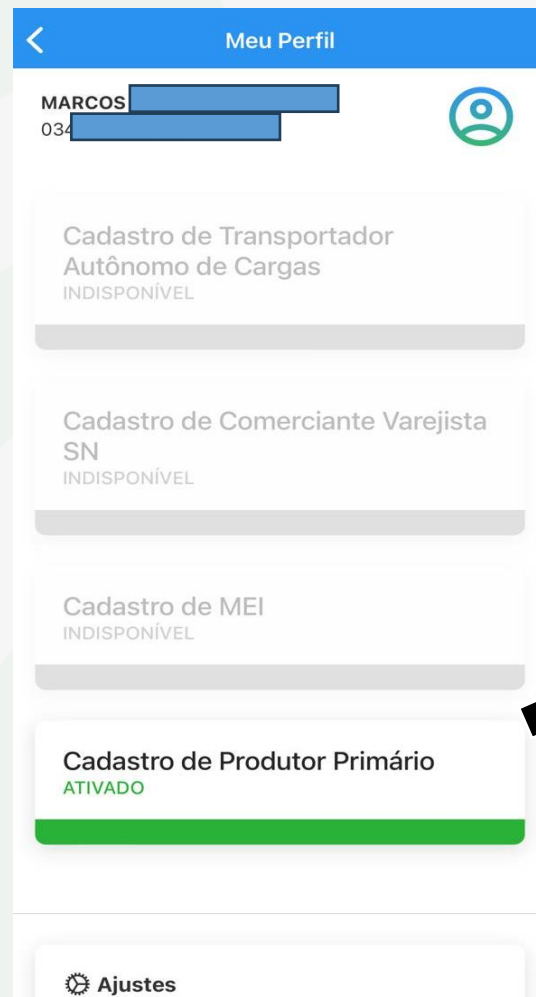 Meu Perfil
MARCOS
034
Cadastro de Transportador
Autônomo de Cargas
INDISPONÍVEL
Cadastro de Comerciante Varejista
SN
INDISPONÍVEL
Cadastro de MEI
INDISPONÍVEL
Cadastro de Produtor Primário
ATIVADO
Ajustes